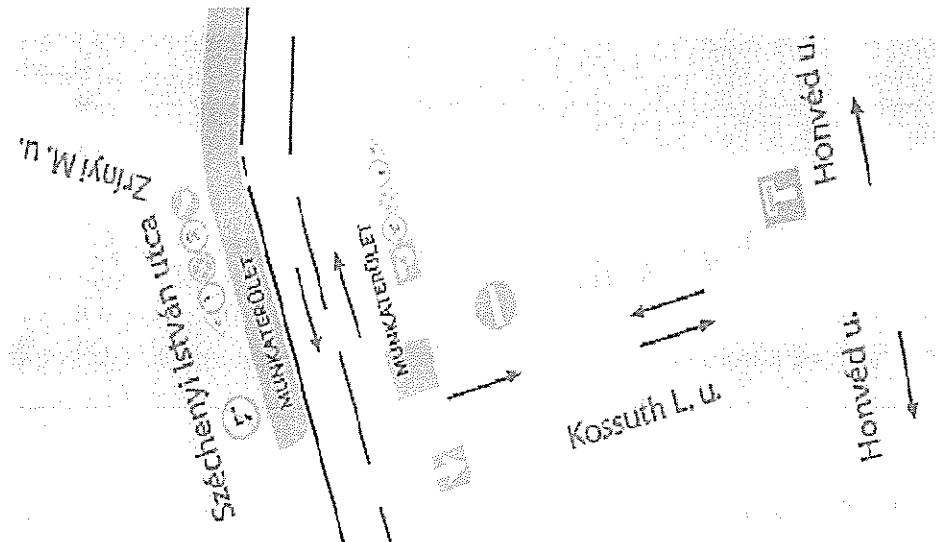 Zrínyi M. u.
Széchenyi István utca
MUNKATERÜLET
MUNKATERÜLET
Kossuth L. u.
Honvéd u.
Honvéd u.